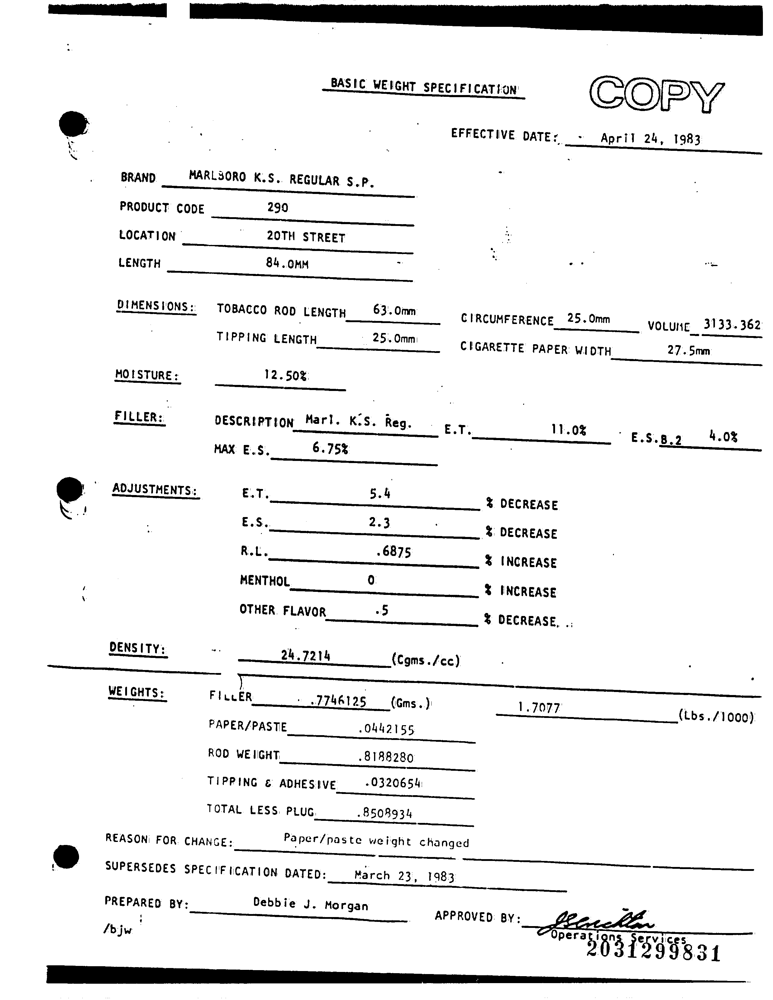 BASIC WEIGHT SPECIFICATION
COPY
EFFECTIVE DATE: April 24, 1983
BRAND MARLBORO K.S. REGULAR S.P.
PRODUCT CODE 290
LOCATION 20TH STREET
LENGTH 84.0MM
DIMENSIONS: TOBACCO ROD LENGTH 63.0mm CIRCUMFERENCE 25.0mm VOLUME 3133.362
TIPPING LENGTH 25.0mm CIGARETTE PAPER WIDTH 27.5mm
MOISTURE: 12.50%
FILLER: DESCRIPTION Marl. K.S. Reg. E.T. 11.0% E.S.B.2 4.0%
MAX E.S. 6.75%
ADJUSTMENTS: E.T. 5.4 % DECREASE
E.S. 2.3 % DECREASE
R.L. .6875 % INCREASE
MENTHOL 0 % INCREASE
OTHER FLAVOR .5 % DECREASE
DENSITY: 24.7214 (Cgms./cc)
WEIGHTS: FILLER .7746125 (Gms.) 1.7077 (Lbs./1000)
PAPER/PASTE .0442155
ROD WEIGHT .8188280
TIPPING & ADHESIVE .0320654
TOTAL LESS PLUG .8508934
REASON FOR CHANGE: Paper/paste weight changed
SUPERSEDES SPECIFICATION DATED: March 23, 1983
PREPARED BY: Debbie J. Morgan APPROVED BY:
/bjw Operations Services
2031299831